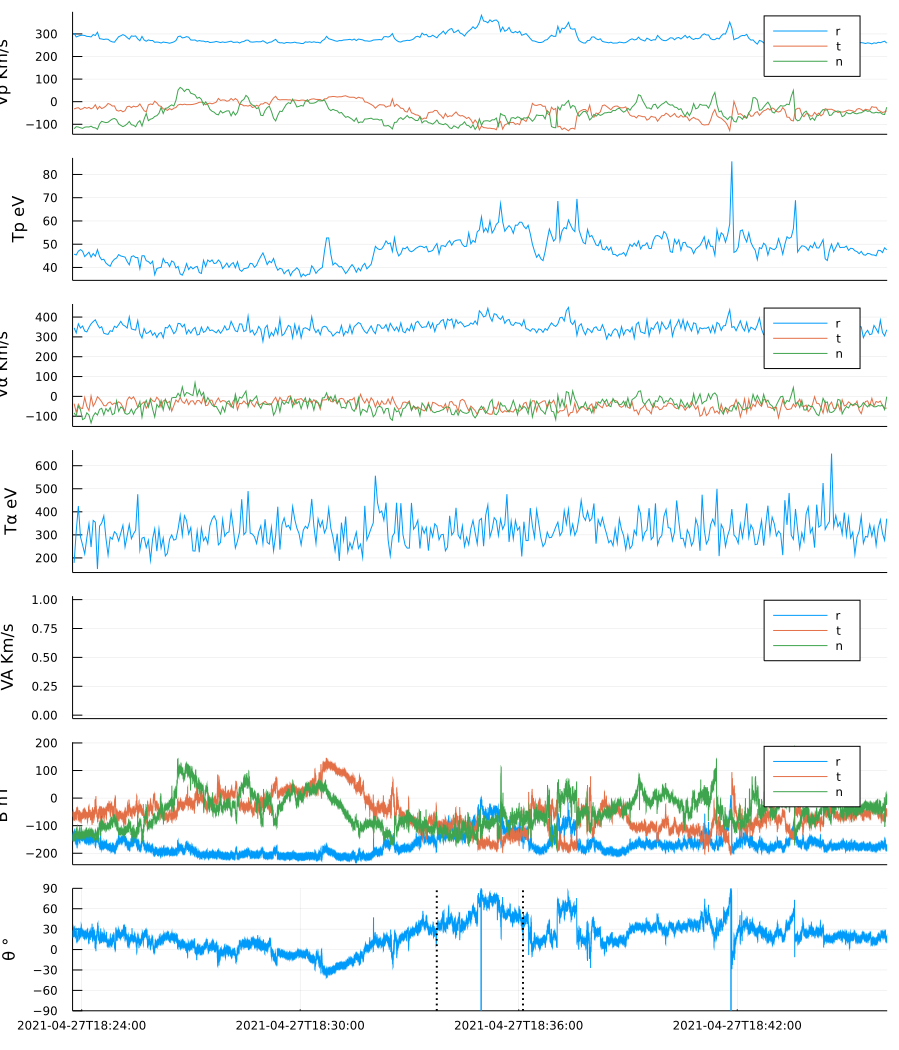 Vp Km/s
300
200
100
0
−100
r
t
n
Tp eV
80
70
60
50
40
Vα Km/s
400
300
200
100
0
−100
r
t
n
Tα eV
600
500
400
300
200
VA Km/s
1.00
0.75
0.50
0.25
0.00
r
t
n
B nT
200
100
0
−100
−200
r
t
n
θ °
90
60
30
0
−30
−60
−90
2021-04-27T18:24:00
2021-04-27T18:30:00
2021-04-27T18:36:00
2021-04-27T18:42:00